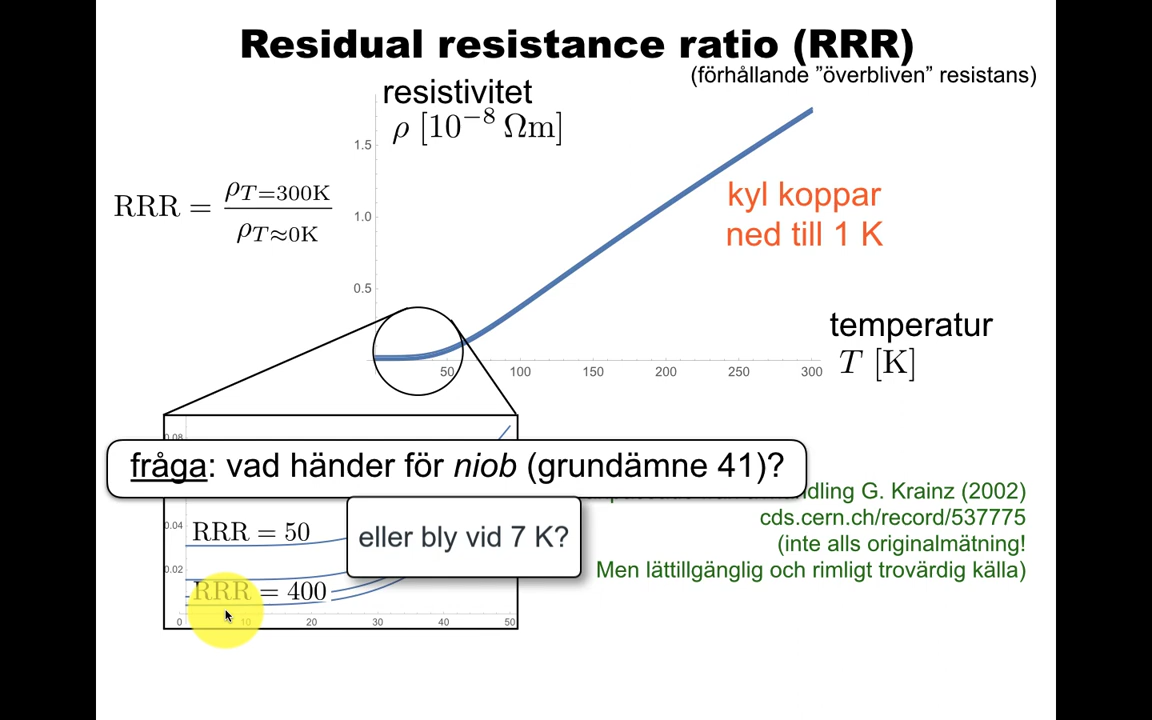 Residual resistance ratio (RRR)
(förhållande ”överbliven” resistans)
resistivitet
ρ [10⁻⁸ Ωm]
1.5
RRR = ρT=300K / ρT≈0K
1.0
kyl koppar
ned till 1 K
0.5
temperatur
T [K]
50 100 150 200 250 300
0.08
fråga: vad händer för niob (grundämne 41)?
dling G. Krainz (2002)
cds.cern.ch/record/537775
(inte alls originalmätning!
Men lättillgänglig och rimligt trovärdig källa)
0.04
RRR = 50
eller bly vid 7 K?
0.02
RRR = 400
0 10 20 30 40 50